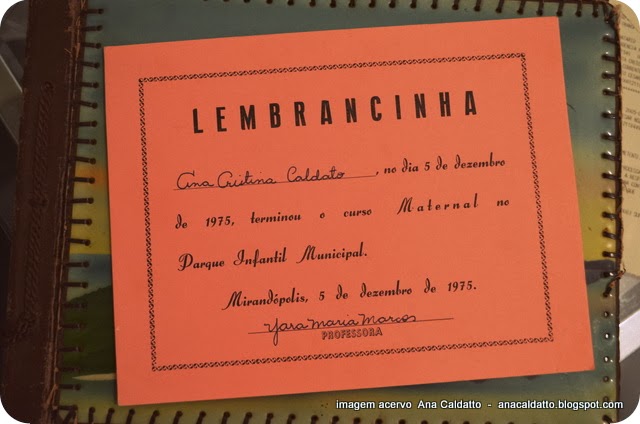 LEMBRANCINHA
Ana Cristina Caldato, no dia 5 de dezembro
de 1975, terminou o curso Maternal no
Parque Infantil Municipal.
Mirandópolis, 5 de dezembro de 1975.
Yara Maria Marcos
PROFESSORA
imagem acervo Ana Caldatto - anacaldatto.blogspot.com